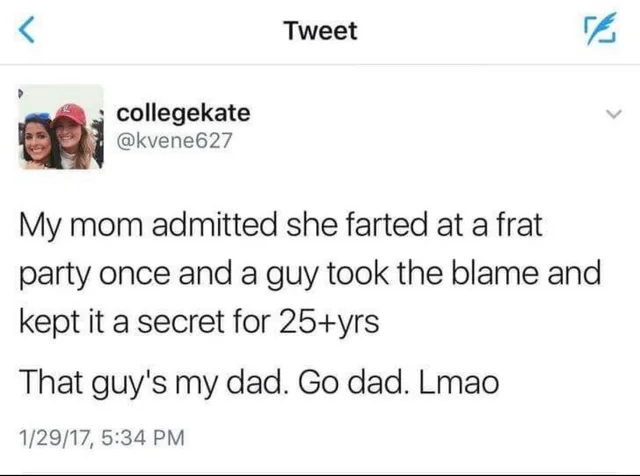 Tweet
collegekate
@kvene627
My mom admitted she farted at a frat
party once and a guy took the blame and
kept it a secret for 25+yrs
That guy's my dad. Go dad. Lmao
1/29/17, 5:34 PM